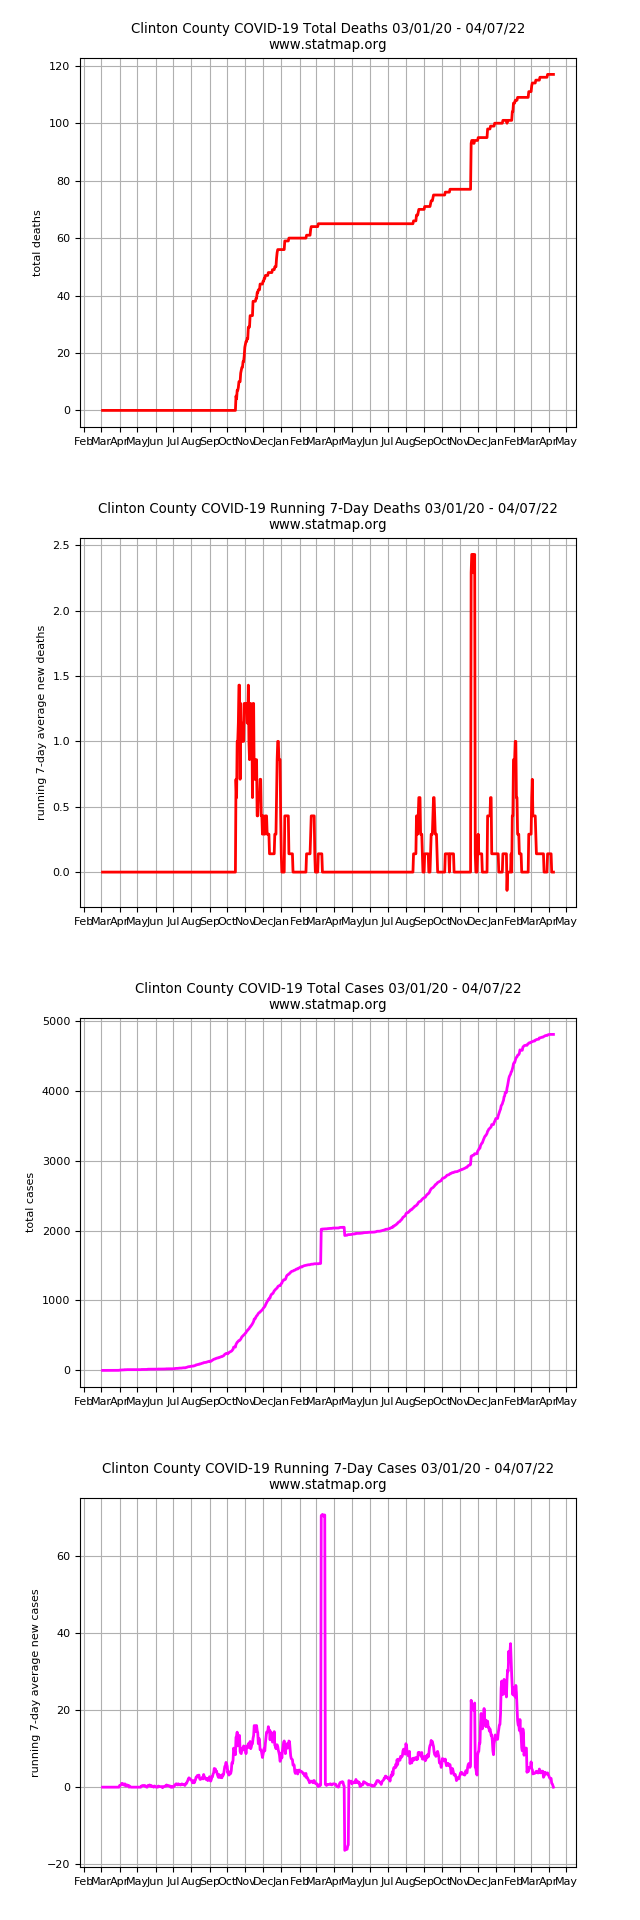 Clinton County COVID-19 Total Deaths 03/01/20 - 04/07/22
www.statmap.org
120
100
80
60
40
20
0
total deaths
Feb Mar Apr May Jun Jul Aug Sep Oct Nov Dec Jan Feb Mar Apr May Jun Jul Aug Sep Oct Nov Dec Jan Feb Mar Apr May
Clinton County COVID-19 Running 7-Day Deaths 03/01/20 - 04/07/22
www.statmap.org
2.5
2.0
1.5
1.0
0.5
0.0
running 7-day average new deaths
Feb Mar Apr May Jun Jul Aug Sep Oct Nov Dec Jan Feb Mar Apr May Jun Jul Aug Sep Oct Nov Dec Jan Feb Mar Apr May
Clinton County COVID-19 Total Cases 03/01/20 - 04/07/22
www.statmap.org
5000
4000
3000
2000
1000
0
total cases
Feb Mar Apr May Jun Jul Aug Sep Oct Nov Dec Jan Feb Mar Apr May Jun Jul Aug Sep Oct Nov Dec Jan Feb Mar Apr May
Clinton County COVID-19 Running 7-Day Cases 03/01/20 - 04/07/22
www.statmap.org
60
40
20
0
−20
running 7-day average new cases
Feb Mar Apr May Jun Jul Aug Sep Oct Nov Dec Jan Feb Mar Apr May Jun Jul Aug Sep Oct Nov Dec Jan Feb Mar Apr May